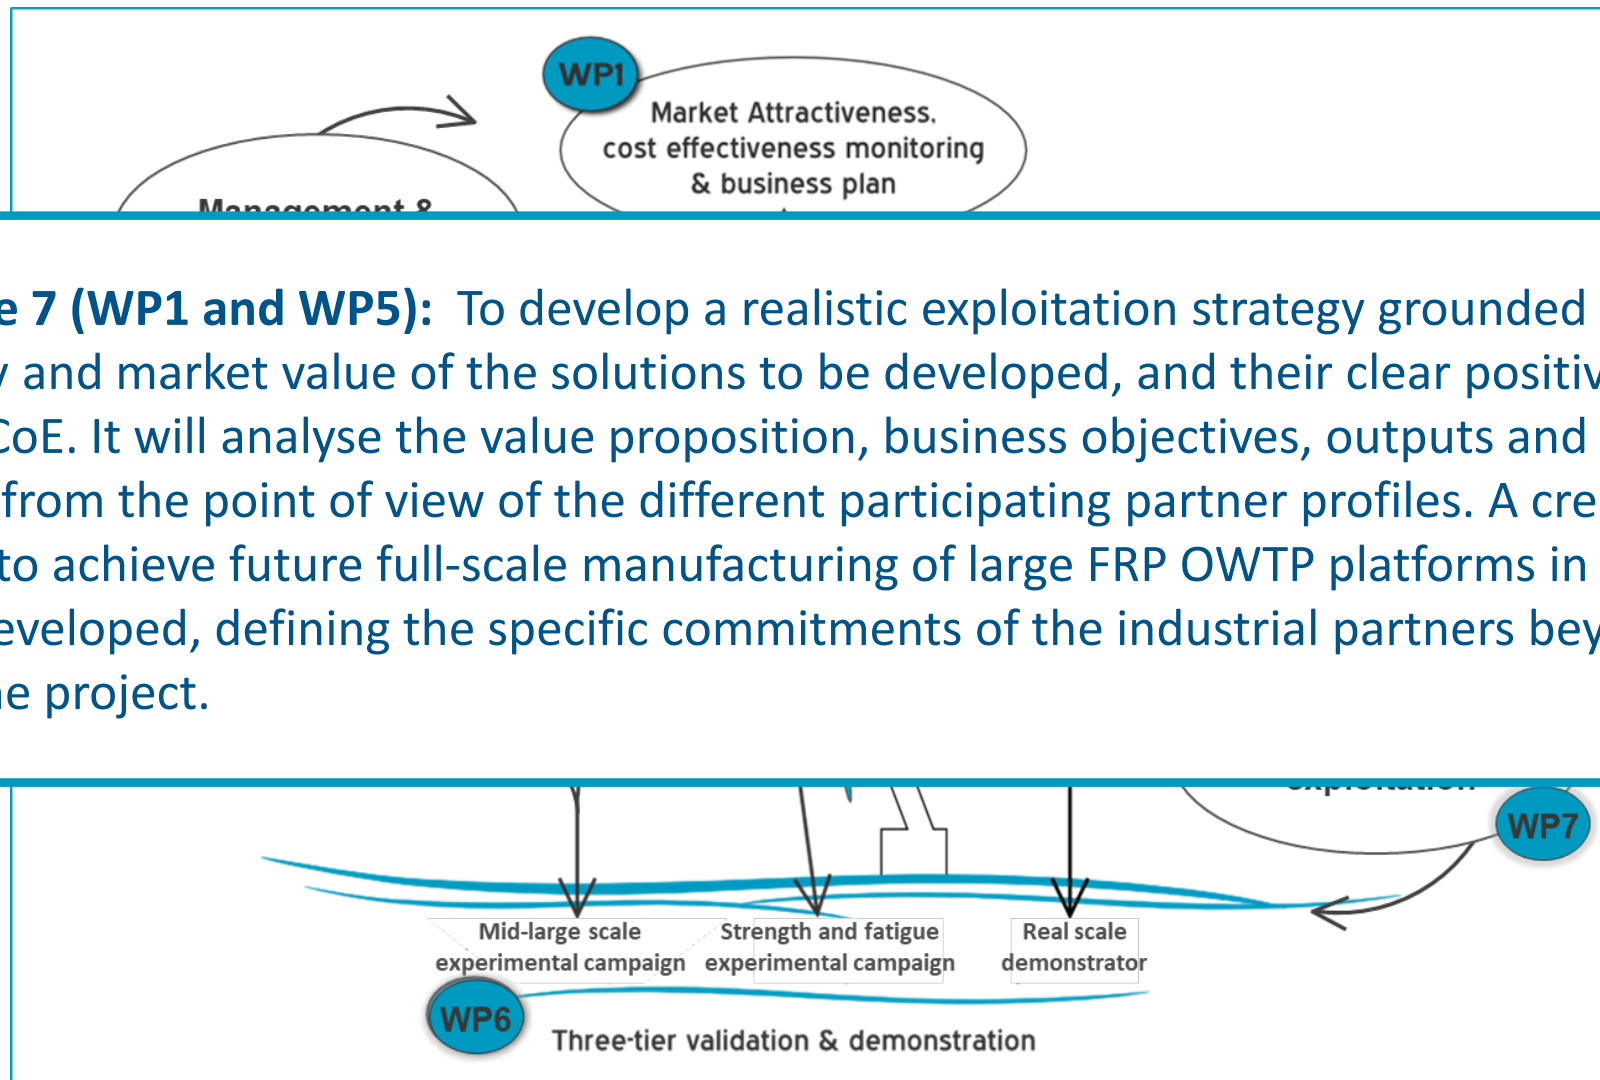 WP1
Market Attractiveness,
cost effectiveness monitoring
& business plan
Management &
e 7 (WP1 and WP5): To develop a realistic exploitation strategy grounded
y and market value of the solutions to be developed, and their clear positiv
CoE. It will analyse the value proposition, business objectives, outputs and
from the point of view of the different participating partner profiles. A cre
to achieve future full-scale manufacturing of large FRP OWTP platforms in
eveloped, defining the specific commitments of the industrial partners bey
e project.
exploitation
WP7
Mid-large scale
experimental campaign
Strength and fatigue
experimental campaign
Real scale
demonstrator
WP6
Three-tier validation & demonstration